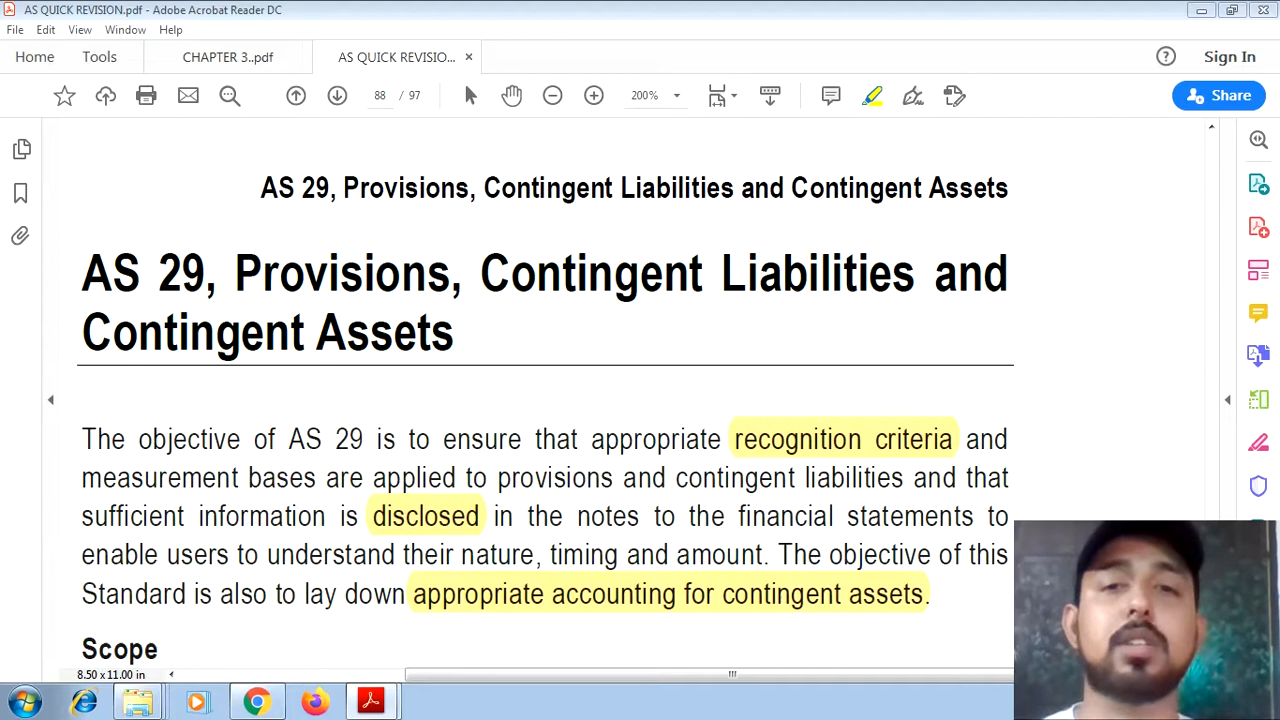 AS QUICK REVISION.pdf - Adobe Acrobat Reader DC
File Edit View Window Help
Home Tools CHAPTER 3..pdf AS QUICK REVISIO... × Sign In
88 / 97 200% Share
AS 29, Provisions, Contingent Liabilities and Contingent Assets
AS 29, Provisions, Contingent Liabilities and
Contingent Assets
The objective of AS 29 is to ensure that appropriate recognition criteria and
measurement bases are applied to provisions and contingent liabilities and that
sufficient information is disclosed in the notes to the financial statements to
enable users to understand their nature, timing and amount. The objective of this
Standard is also to lay down appropriate accounting for contingent assets.
Scope
8.50 x 11.00 in